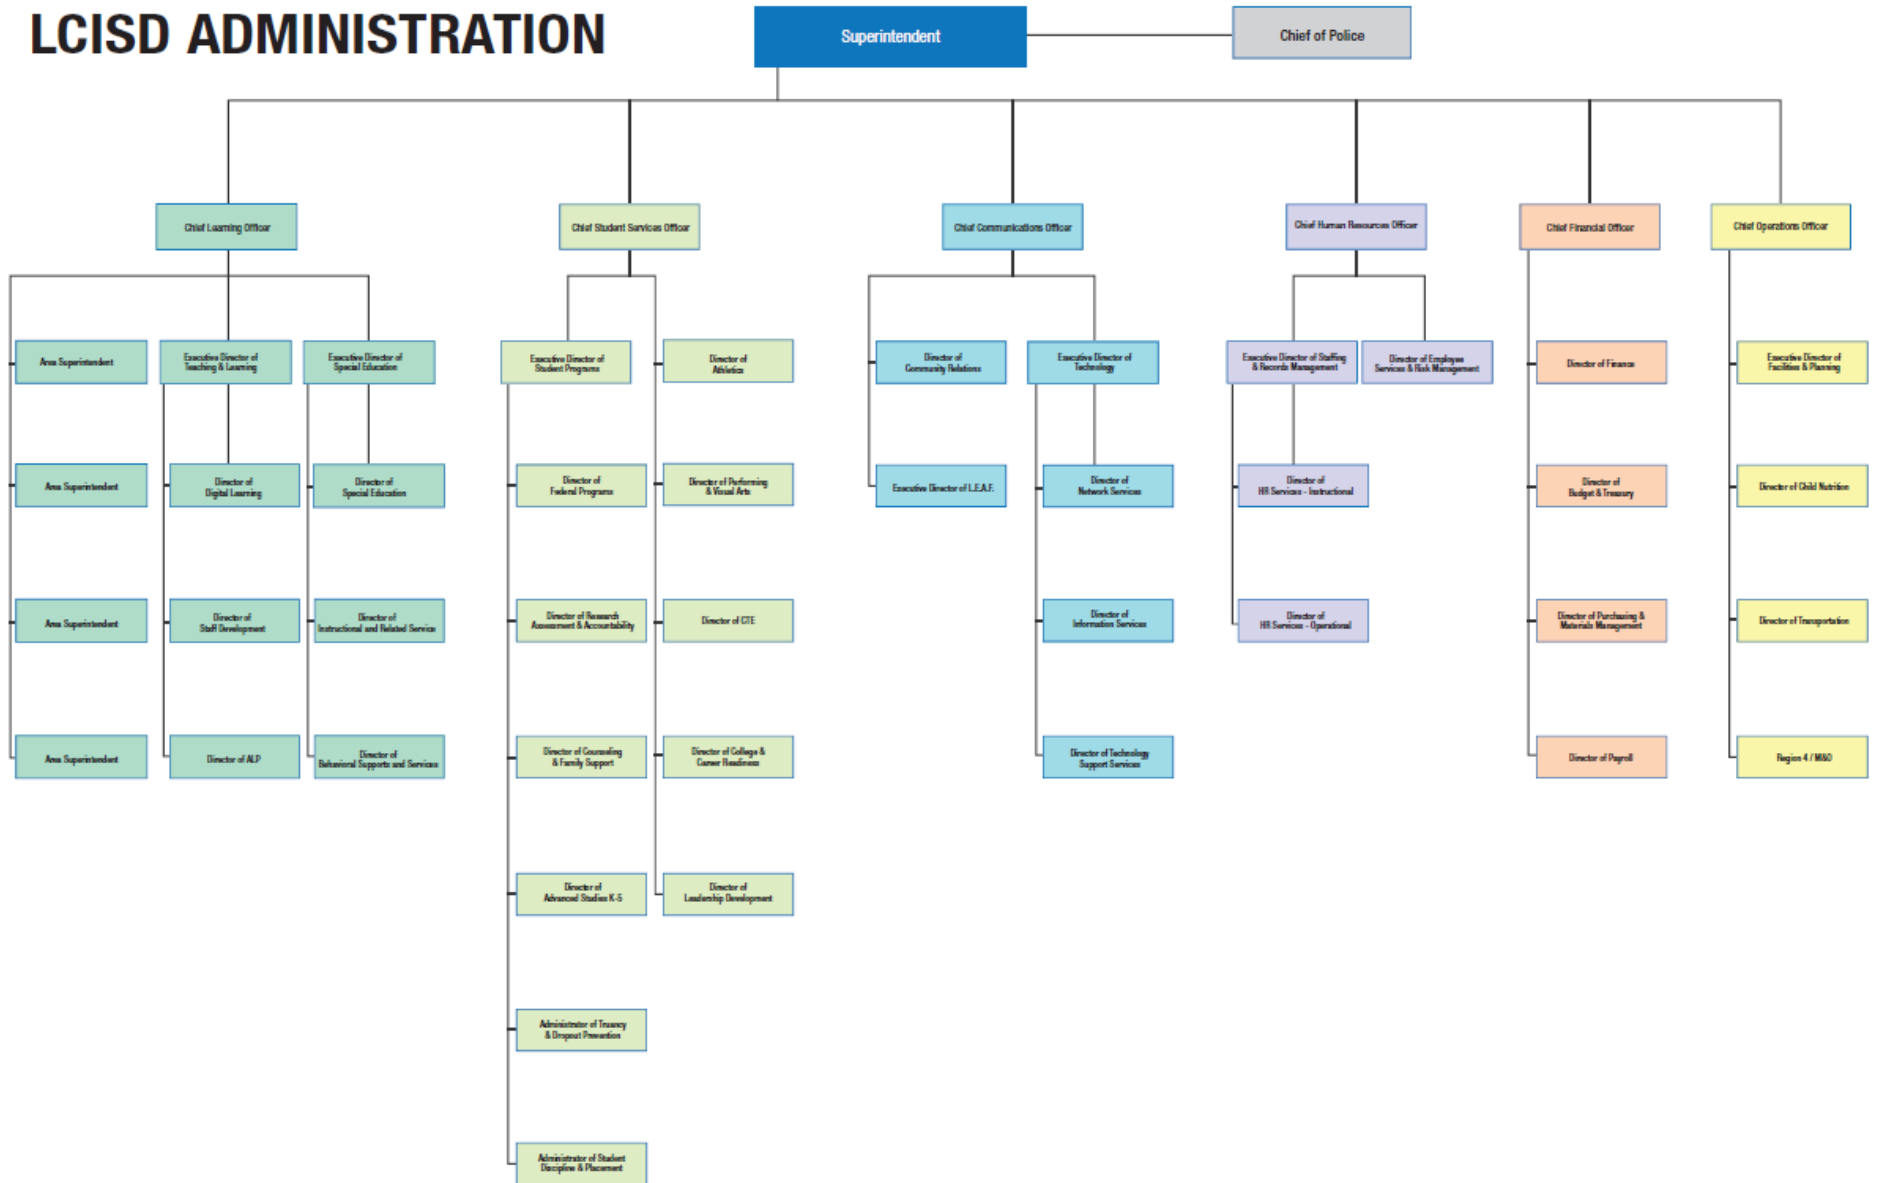 LCISD ADMINISTRATION
Superintendent
Chief of Police
Chief Learning Officer
Chief Student Services Officer
Chief Communications Officer
Chief Human Resources Officer
Chief Financial Officer
Chief Operations Officer
Area Superintendent
Executive Director of
Teaching & Learning
Executive Director of
Special Education
Executive Director of
Student Programs
Director of
Athletics
Director of
Community Relations
Executive Director of
Technology
Executive Director of Staffing
& Records Management
Director of Employee
Services & Risk Management
Director of Finance
Executive Director of
Facilities & Planning
Area Superintendent
Director of
Digital Learning
Director of
Special Education
Director of
Federal Programs
Director of Performing
& Visual Arts
Executive Director of L.E.A.F.
Director of
Network Services
Director of
HR Services - Instructional
Director of
Budget & Treasury
Director of Child Nutrition
Area Superintendent
Director of
Staff Development
Director of
Instructional and Related Service
Director of Research
Assessment & Accountability
Director of CTE
Director of
Information Services
Director of
HR Services - Operational
Director of Purchasing &
Materials Management
Director of Transportation
Area Superintendent
Director of ALP
Director of
Behavioral Supports and Services
Director of Counseling
& Family Support
Director of College &
Career Readiness
Director of Technology
Support Services
Director of Payroll
Region 4 / M&O
Director of
Advanced Studies K-5
Director of
Leadership Development
Administrator of Truancy
& Dropout Prevention
Administrator of Student
Discipline & Placement